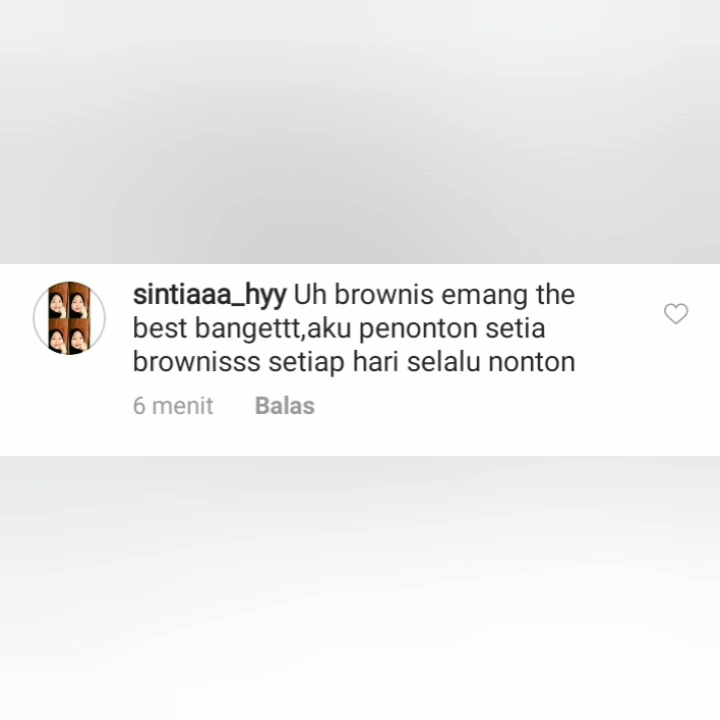 sintiaaa_hyy Uh brownis emang the
best bangettt,aku penonton setia
brownisss setiap hari selalu nonton
6 menit Balas